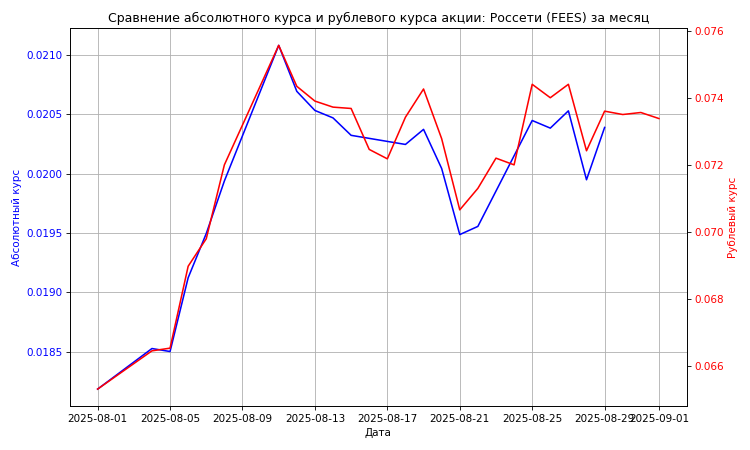 Сравнение абсолютного курса и рублевого курса акции: Россети (FEES) за месяц
Абсолютный курс
0.0210
0.0205
0.0200
0.0195
0.0190
0.0185
0.076
0.074
0.072
0.070
0.068
0.066
Рублевый курс
2025-08-01 2025-08-05 2025-08-09 2025-08-13 2025-08-17 2025-08-21 2025-08-25 2025-08-29 2025-09-01
Дата